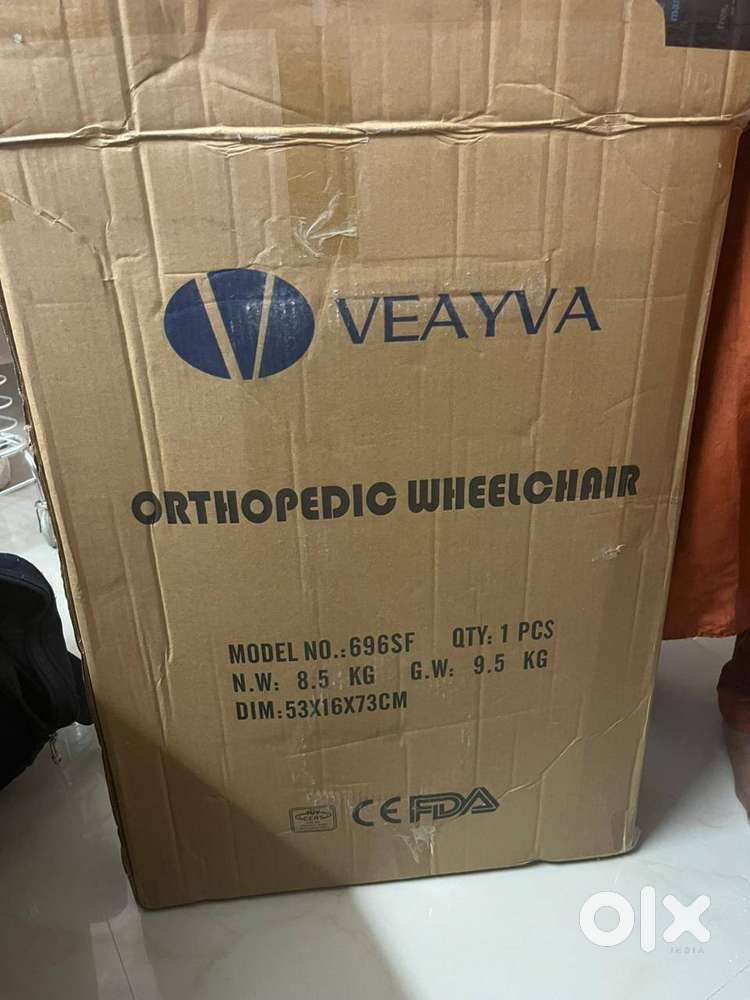 VEAYVA
ORTHOPEDIC WHEELCHAIR
MODEL NO.:696SF QTY: 1 PCS
N.W: 8.5 KG G.W: 9.5 KG
DIM:53X16X73CM
CE FDA
olx
INDIA